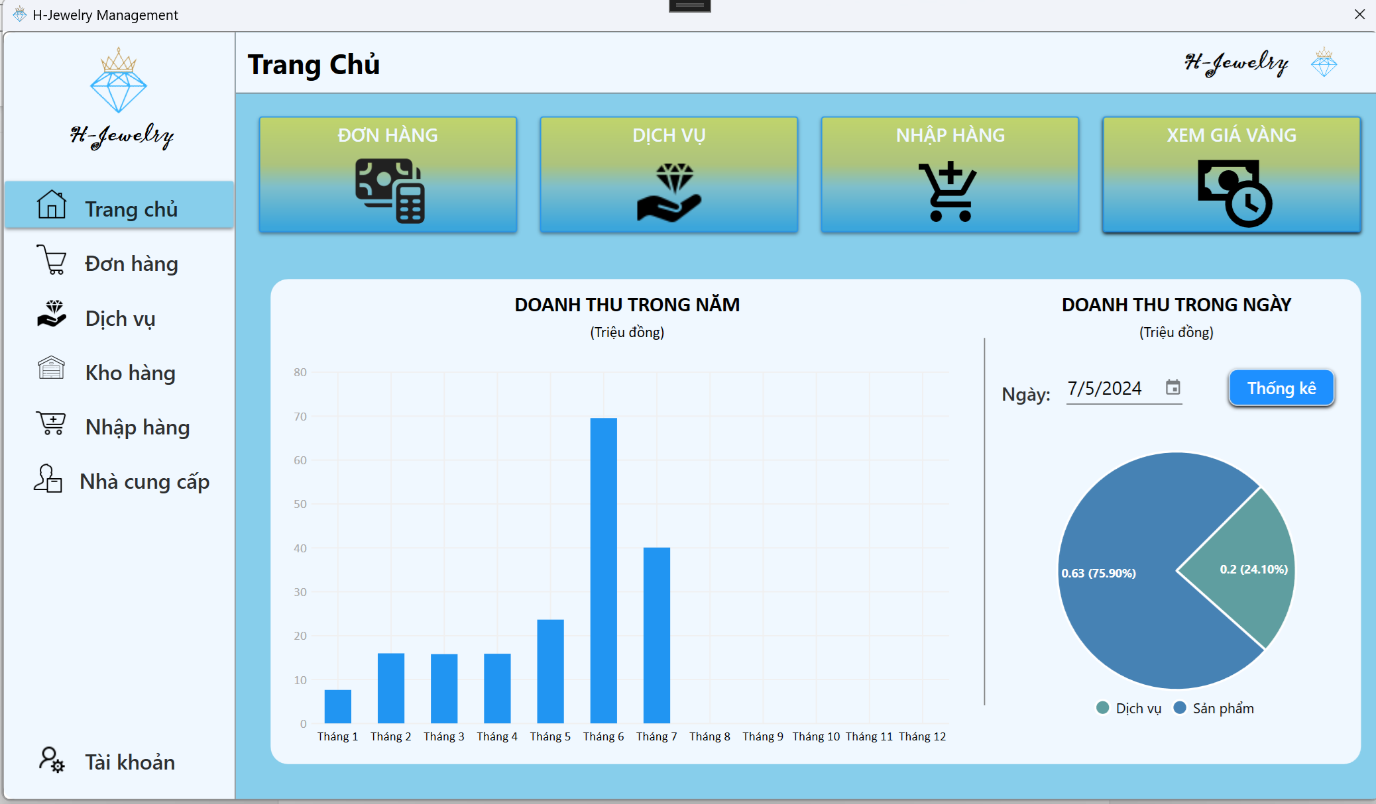 H-Jewelry Management
H-Jewelry
Trang chủ
Đơn hàng
Dịch vụ
Kho hàng
Nhập hàng
Nhà cung cấp
Tài khoản
Trang Chủ
H-Jewelry
ĐƠN HÀNG
DỊCH VỤ
NHẬP HÀNG
XEM GIÁ VÀNG
DOANH THU TRONG NĂM
(Triệu đồng)
80
70
60
50
40
30
20
10
0
Tháng 1 Tháng 2 Tháng 3 Tháng 4 Tháng 5 Tháng 6 Tháng 7 Tháng 8 Tháng 9 Tháng 10 Tháng 11 Tháng 12
DOANH THU TRONG NGÀY
(Triệu đồng)
Ngày: 7/5/2024 Thống kê
0.63 (75.90%) 0.2 (24.10%)
Dịch vụ Sản phẩm